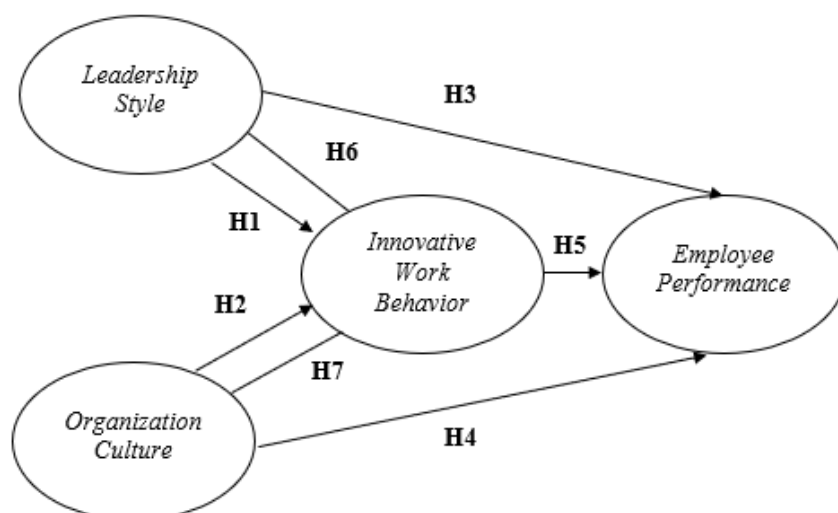 Leadership
Style
H3
H6
H1
Innovative
Work
Behavior
H5
Employee
Performance
H2
H7
Organization
Culture
H4